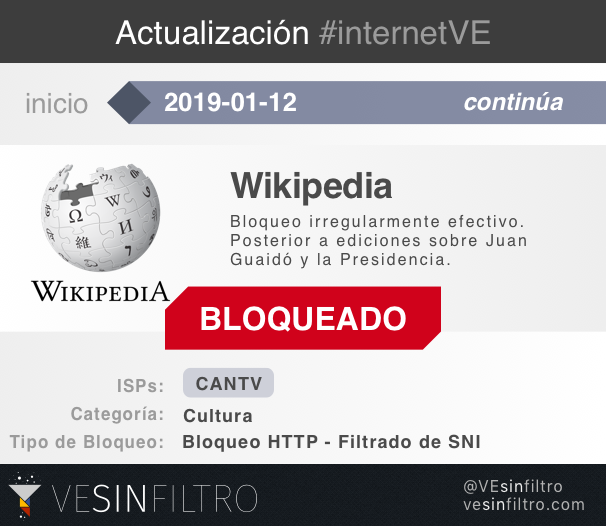 Actualización #internetVE
inicio 2019-01-12 continúa
Wikipedia
Bloqueo irregularmente efectivo.
Posterior a ediciones sobre Juan
Guaidó y la Presidencia.
Ω W И 維
WIKIPEDIA
BLOQUEADO
ISPs: CANTV
Categoría: Cultura
Tipo de Bloqueo: Bloqueo HTTP - Filtrado de SNI
VESINFILTRO
@VEsinfiltro
vesinfiltro.com